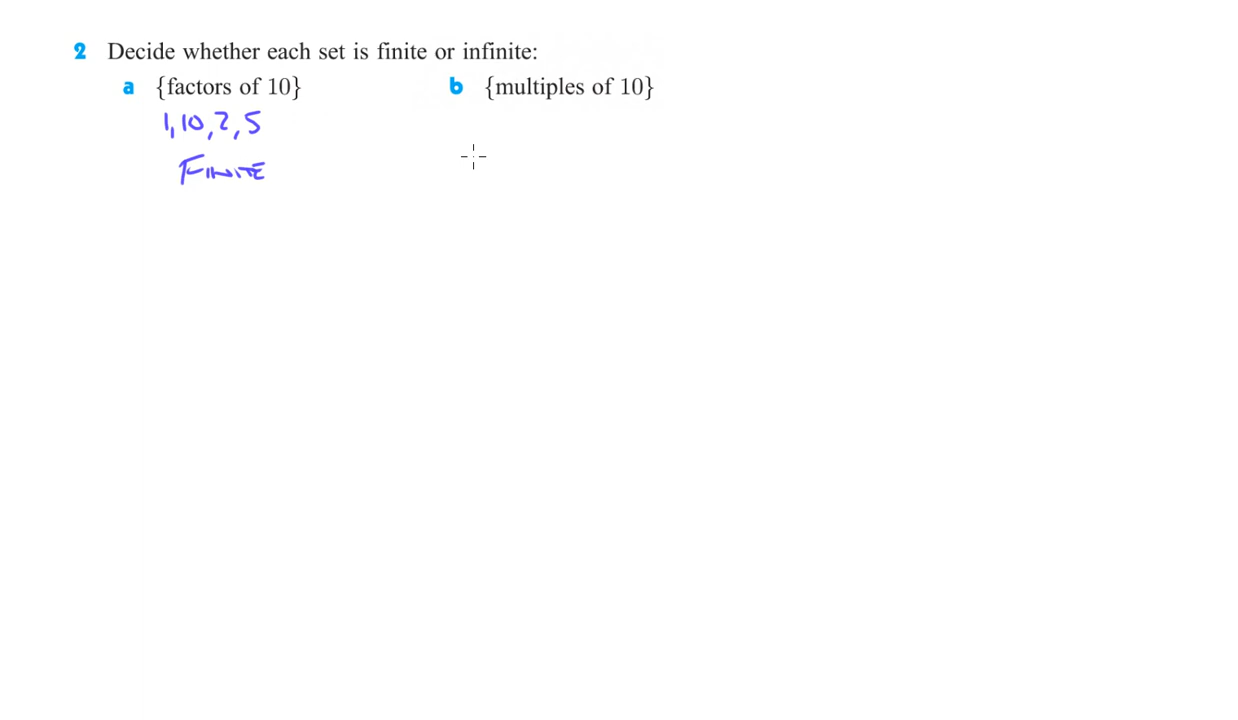 2 Decide whether each set is finite or infinite:
a {factors of 10} b {multiples of 10}
1, 10, 2, 5
FINITE